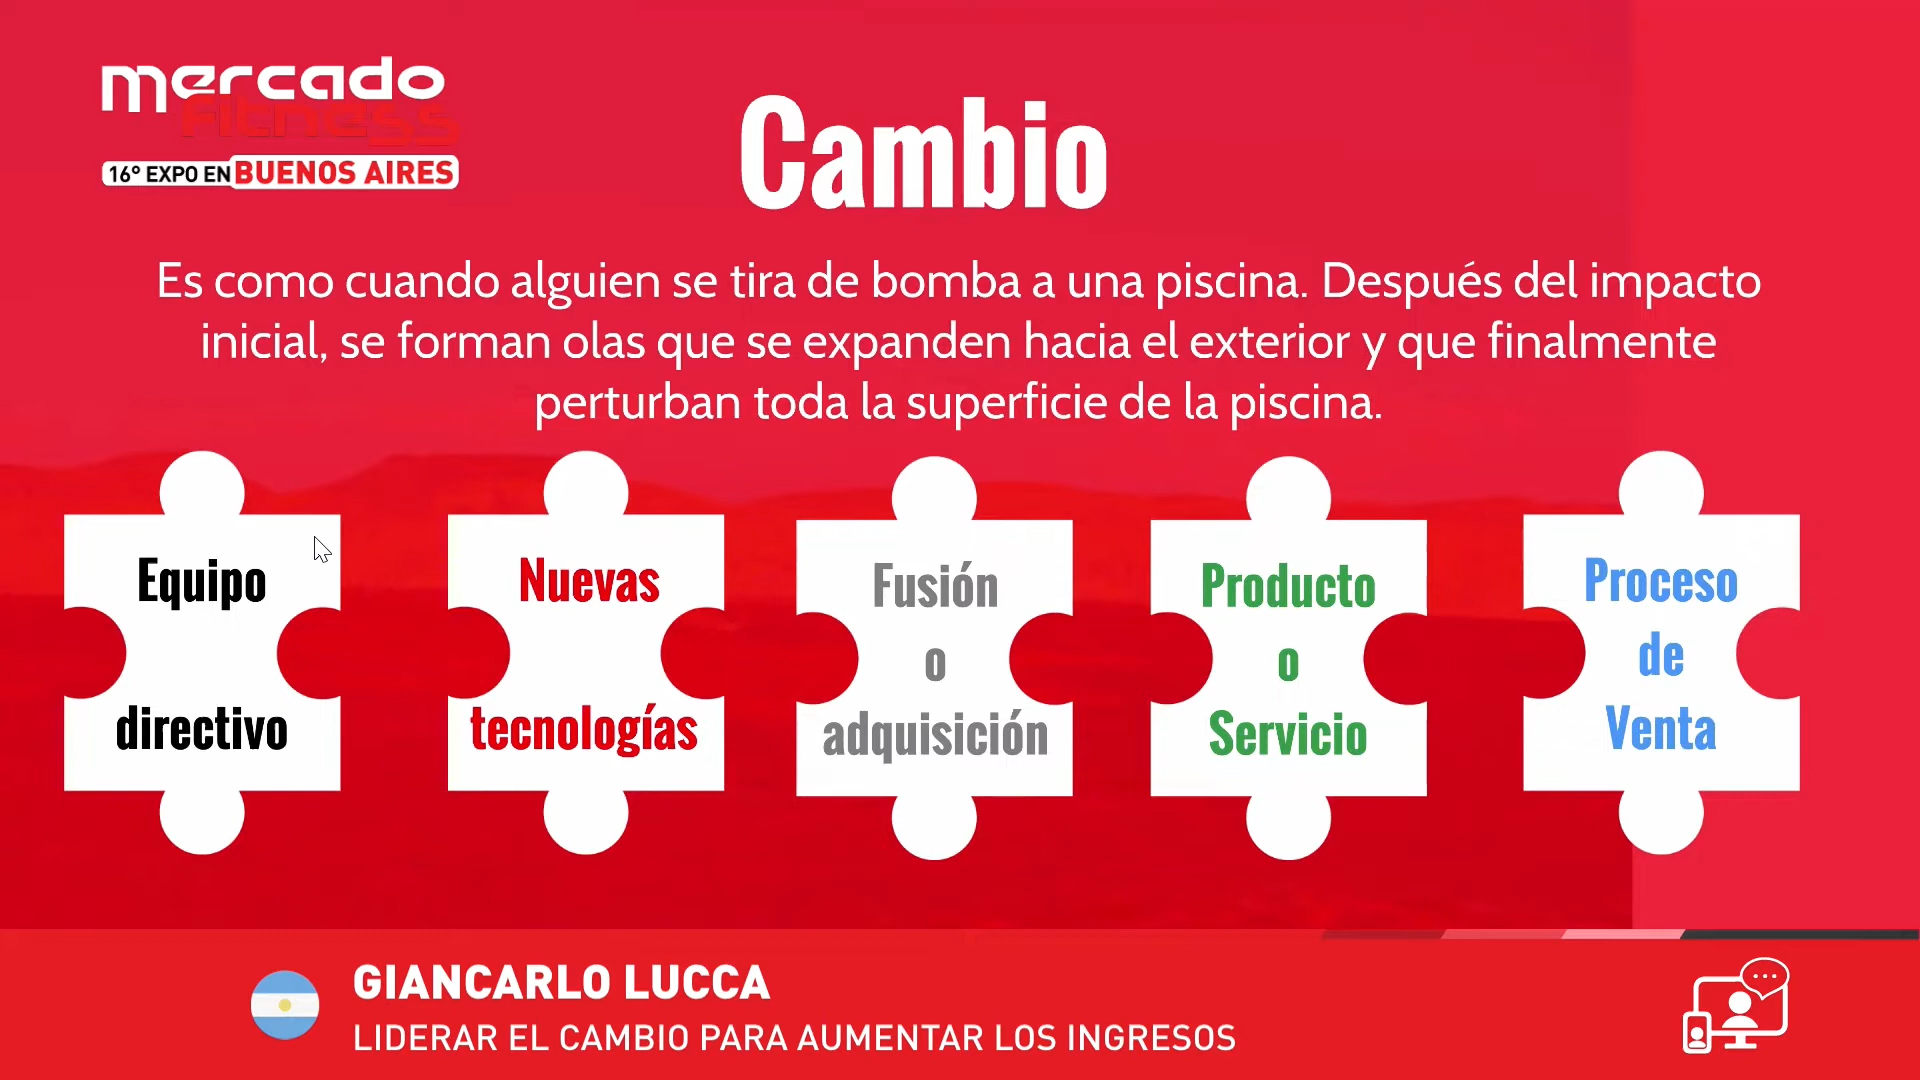 mercado
fitness
16° EXPO EN BUENOS AIRES
Cambio
Es como cuando alguien se tira de bomba a una piscina. Después del impacto
inicial, se forman olas que se expanden hacia el exterior y que finalmente
perturban toda la superficie de la piscina.
Equipo
directivo
Nuevas
tecnologías
Fusión
o
adquisición
Producto
o
Servicio
Proceso
de
Venta
GIANCARLO LUCCA
LIDERAR EL CAMBIO PARA AUMENTAR LOS INGRESOS